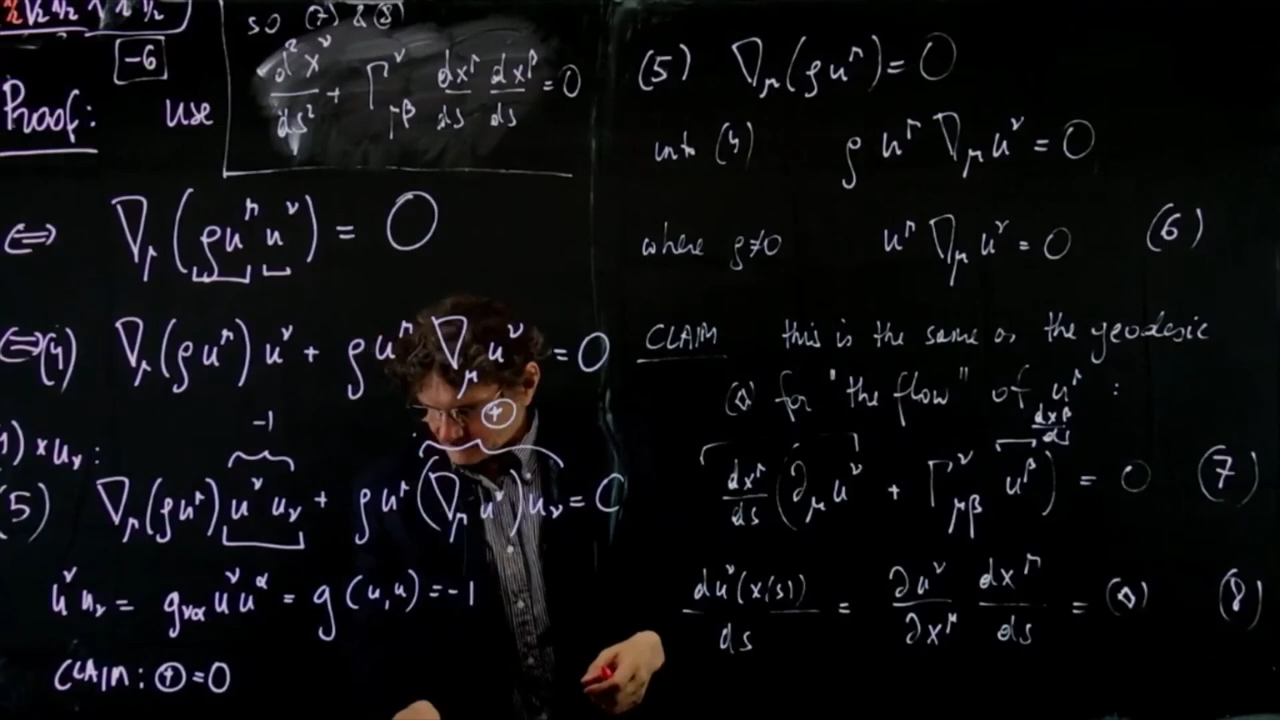 -6
Proof: use
so (7) & (8)
d²x^ν/ds² + Γ^ν_μβ dx^μ/ds dx^β/ds = 0
⇔ ∇_μ(ρu^μ u^ν) = 0
⇔ (4) ∇_μ(ρu^μ)u^ν + ρu^μ ∇_μ u^ν = 0
-1
(4) × u_ν:
(5) ∇_μ(ρu^μ) u^ν u_ν + ρu^μ(∇_μ u^ν)u_ν = 0
u^ν u_ν = g_να u^ν u^α = g(u,u) = -1
CLAIM: ⊕ = 0
(5) ∇_μ(ρu^μ) = 0
into (4) ρ u^μ ∇_μ u^ν = 0
where ρ≠0 u^μ ∇_μ u^ν = 0 (6)
CLAIM this is the same as the geodesic
for "the flow" of u^μ :
dx^β/ds
dx^μ/ds (∂_μ u^ν + Γ^ν_μβ u^β) = 0 (7)
du^ν(x(s))/ds = ∂u^ν/∂x^μ dx^μ/ds = (◇) (8)